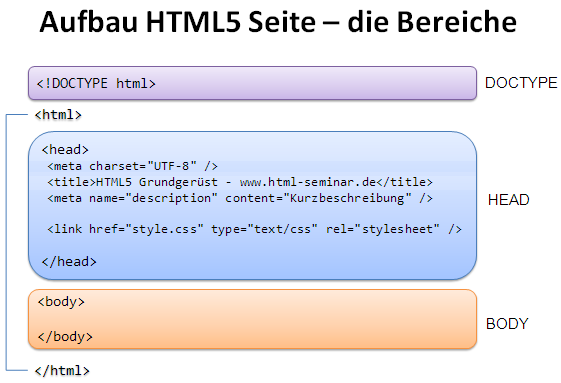 Aufbau HTML5 Seite – die Bereiche
<!DOCTYPE html>
DOCTYPE
<html>
<head>
<meta charset="UTF-8" />
<title>HTML5 Grundgerüst - www.html-seminar.de</title>
<meta name="description" content="Kurzbeschreibung" />
HEAD
<link href="style.css" type="text/css" rel="stylesheet" />
</head>
<body>
BODY
</body>
</html>